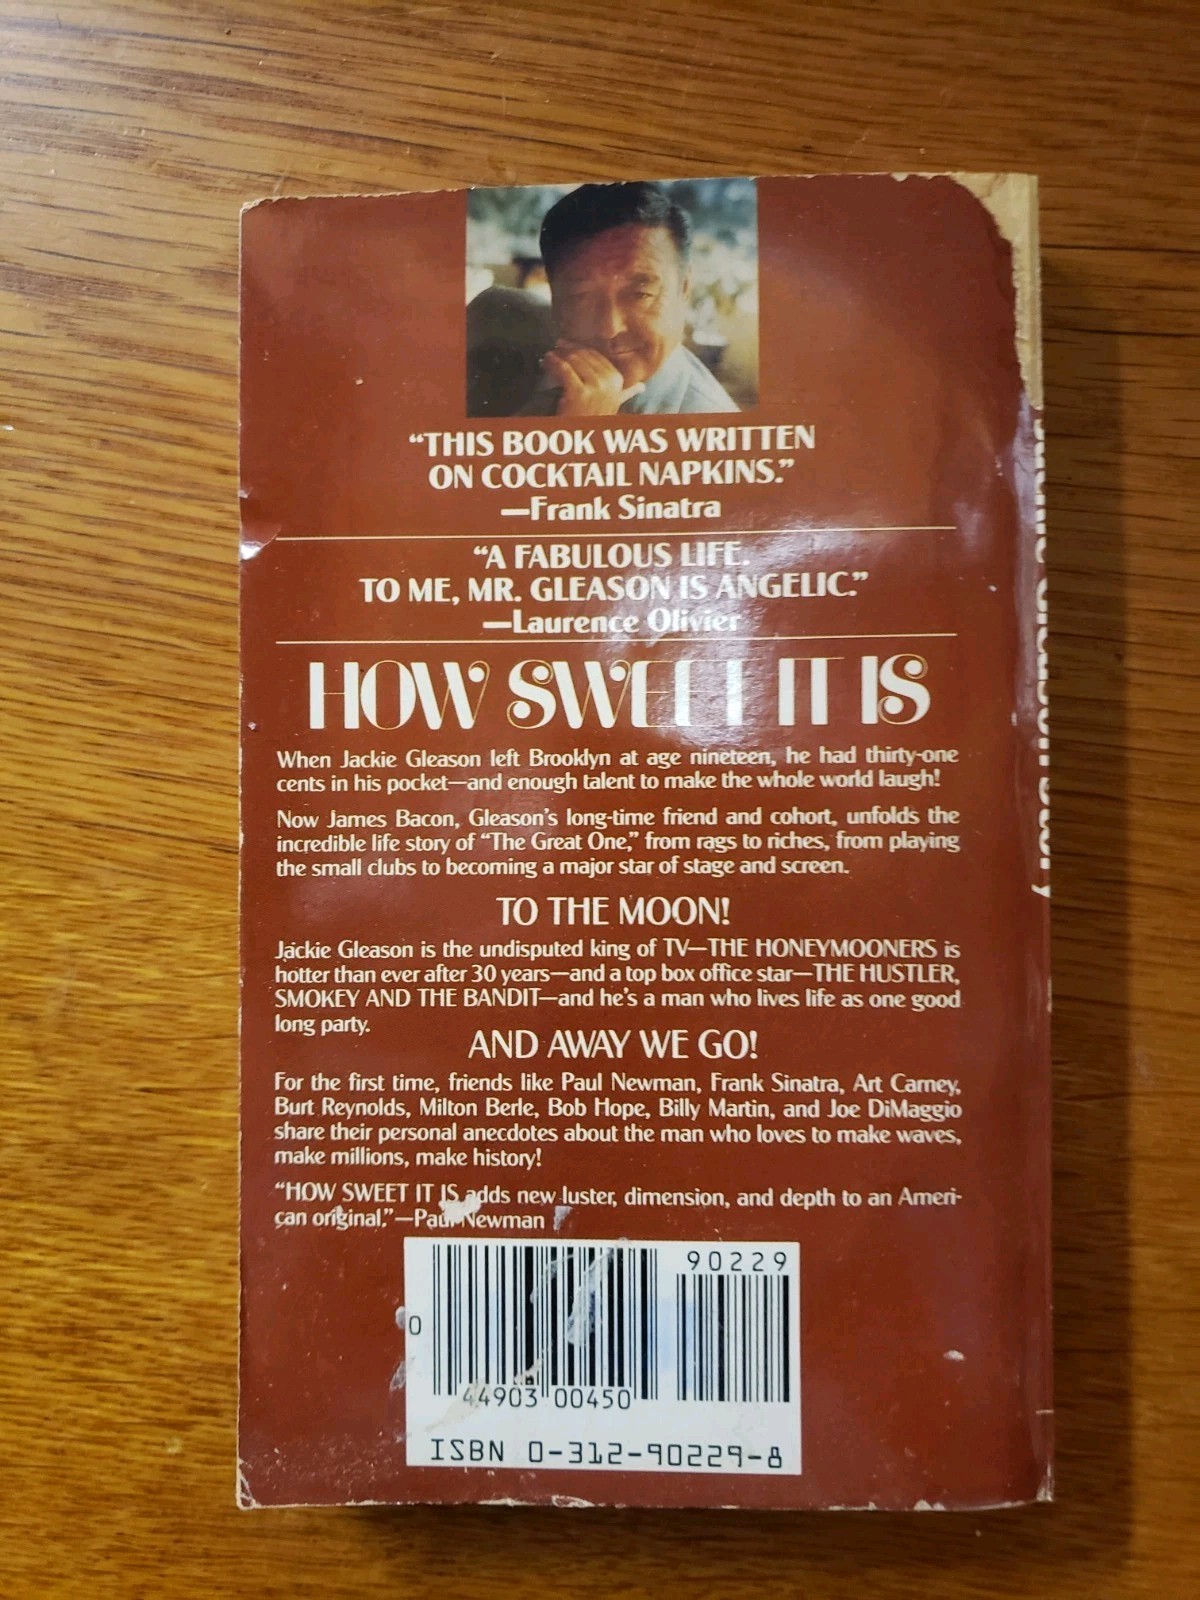 “THIS BOOK WAS WRITTEN
ON COCKTAIL NAPKINS.”
—Frank Sinatra
“A FABULOUS LIFE.
TO ME, MR. GLEASON IS ANGELIC.”
—Laurence Olivier
HOW SWEET IT IS
When Jackie Gleason left Brooklyn at age nineteen, he had thirty-one
cents in his pocket—and enough talent to make the whole world laugh!
Now James Bacon, Gleason’s long-time friend and cohort, unfolds the
incredible life story of “The Great One,” from rags to riches, from playing
the small clubs to becoming a major star of stage and screen.
TO THE MOON!
Jackie Gleason is the undisputed king of TV—THE HONEYMOONERS is
hotter than ever after 30 years—and a top box office star—THE HUSTLER,
SMOKEY AND THE BANDIT—and he’s a man who lives life as one good
long party.
AND AWAY WE GO!
For the first time, friends like Paul Newman, Frank Sinatra, Art Carney,
Burt Reynolds, Milton Berle, Bob Hope, Billy Martin, and Joe DiMaggio
share their personal anecdotes about the man who loves to make waves,
make millions, make history!
“HOW SWEET IT IS adds new luster, dimension, and depth to an Ameri-
can original.”—Paul Newman
90229
0
44903 00450
ISBN 0-312-90229-8
Gleason Story